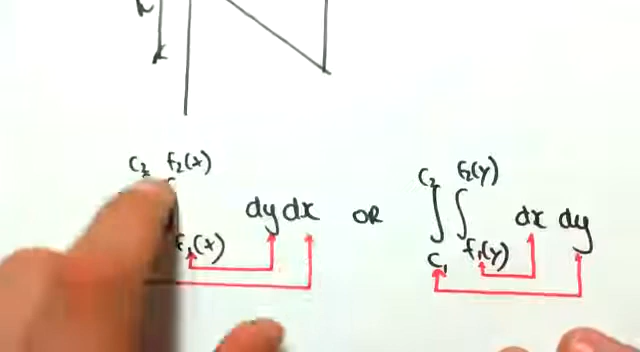 h
C₂ f₂(x)
f₁(x)
dy dx OR
C₂ f₂(y)
∫ ∫
C₁ f₁(y)
dx dy